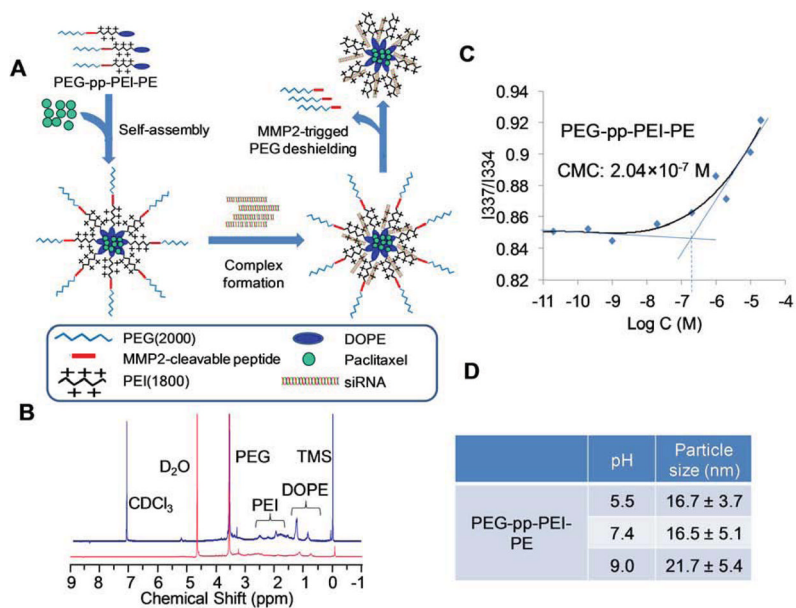 A
PEG-pp-PEI-PE
Self-assembly
MMP2-trigged
PEG deshielding
Complex
formation
PEG(2000)
MMP2-cleavable peptide
PEI(1800)
DOPE
Paclitaxel
siRNA
B
CDCl3
D2O
PEG
PEI
DOPE
TMS
9 8 7 6 5 4 3 2 1 0 -1
Chemical Shift (ppm)
C
PEG-pp-PEI-PE
CMC: 2.04×10-7 M
I337/I334
0.94
0.92
0.9
0.88
0.86
0.84
0.82
-11 -10 -9 -8 -7 -6 -5 -4
Log C (M)
D
pH Particle
size (nm)
PEG-pp-PEI-
PE
5.5 16.7 ± 3.7
7.4 16.5 ± 5.1
9.0 21.7 ± 5.4